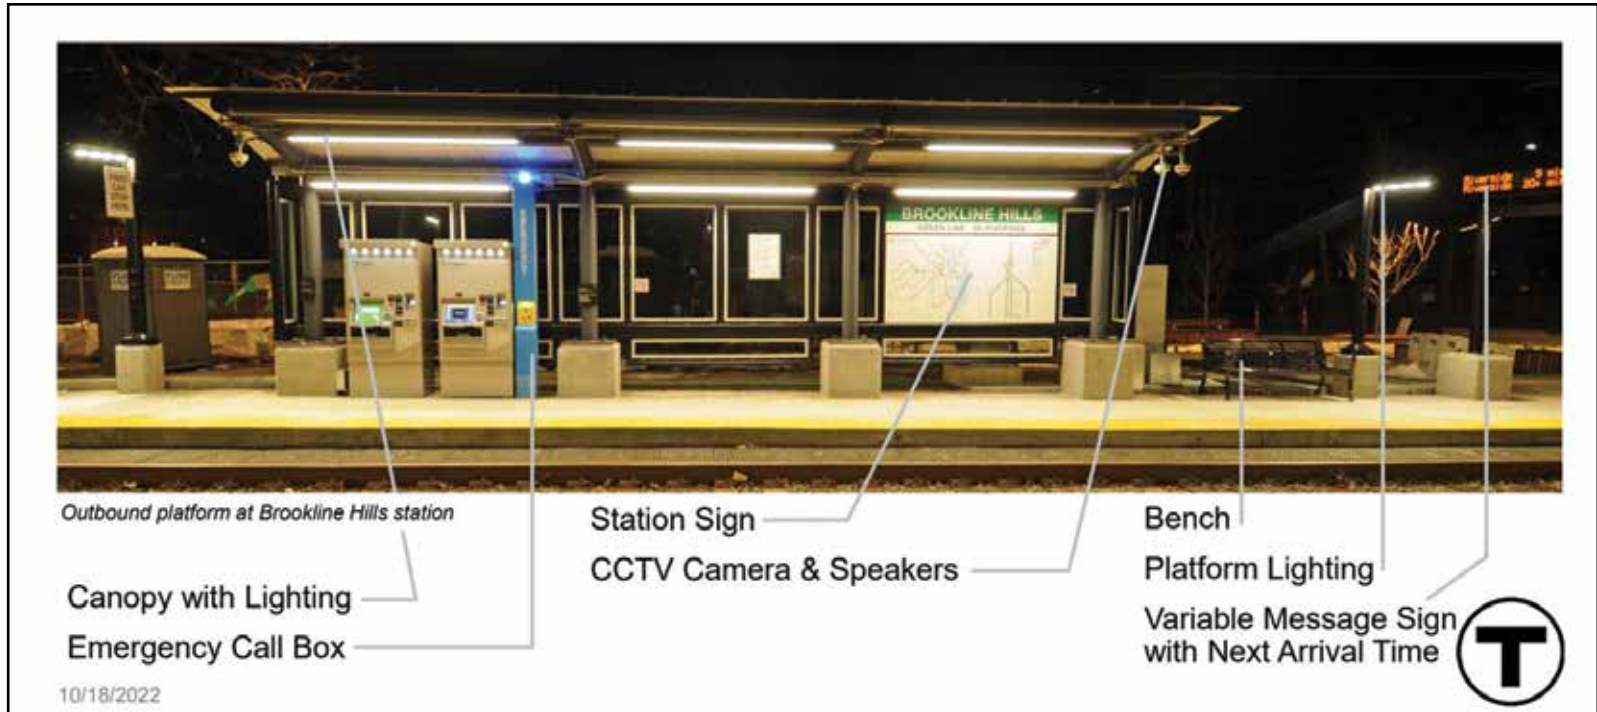 BROOKLINE HILLS
Outbound platform at Brookline Hills station
Canopy with Lighting
Emergency Call Box
Station Sign
CCTV Camera & Speakers
Bench
Platform Lighting
Variable Message Sign
with Next Arrival Time
T
10/18/2022